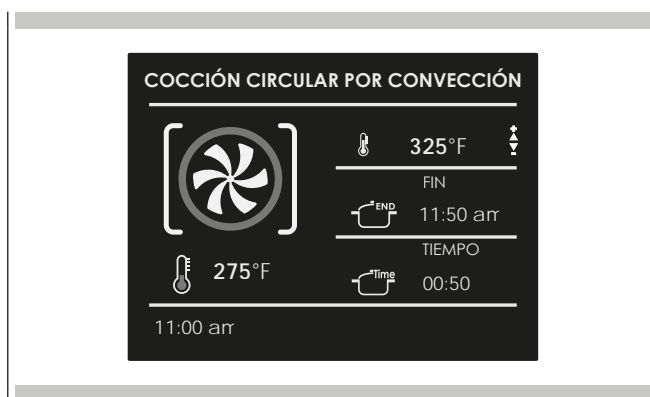 COCCIÓN CIRCULAR POR CONVECCIÓN
325°F
FIN
END
11:50 am
TIEMPO
275°F
Time
00:50
11:00 am